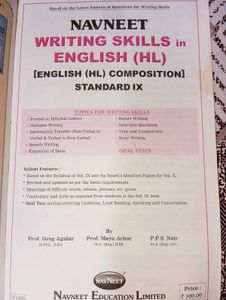 Based on the Latest Pattern of Questions for Writing Skills
NAVNEET
WRITING SKILLS in
ENGLISH (HL)
[ENGLISH (HL) COMPOSITION]
STANDARD IX
TOPICS FOR WRITING SKILLS
Formal or Informal Letters
Report Writing
Dialogue Writing
Interview Questions
Information Transfer (Non-Verbal to
View and Counterview
Verbal & Verbal to Non-Verbal)
Story Writing
Speech Writing
Expansion of Ideas
ORAL TESTS
Salient Features :
* Based on the Syllabus of Std. IX and the Board's Question Papers for Std. X.
* Revised and updated as per the latest requirements
* Meanings of difficult words, idioms, phrases, etc. given
* Vocabulary and style as expected from students at the Std. IX level
* Oral Test section covering Listening, Loud Reading, Speaking and Conversation
By
Prof. Greg Aguiar
Prof. Maya Achar
P.P.S. Nair
NAVNEET
Price :
₹ 100.00
NAVNEET EDUCATION LIMITED